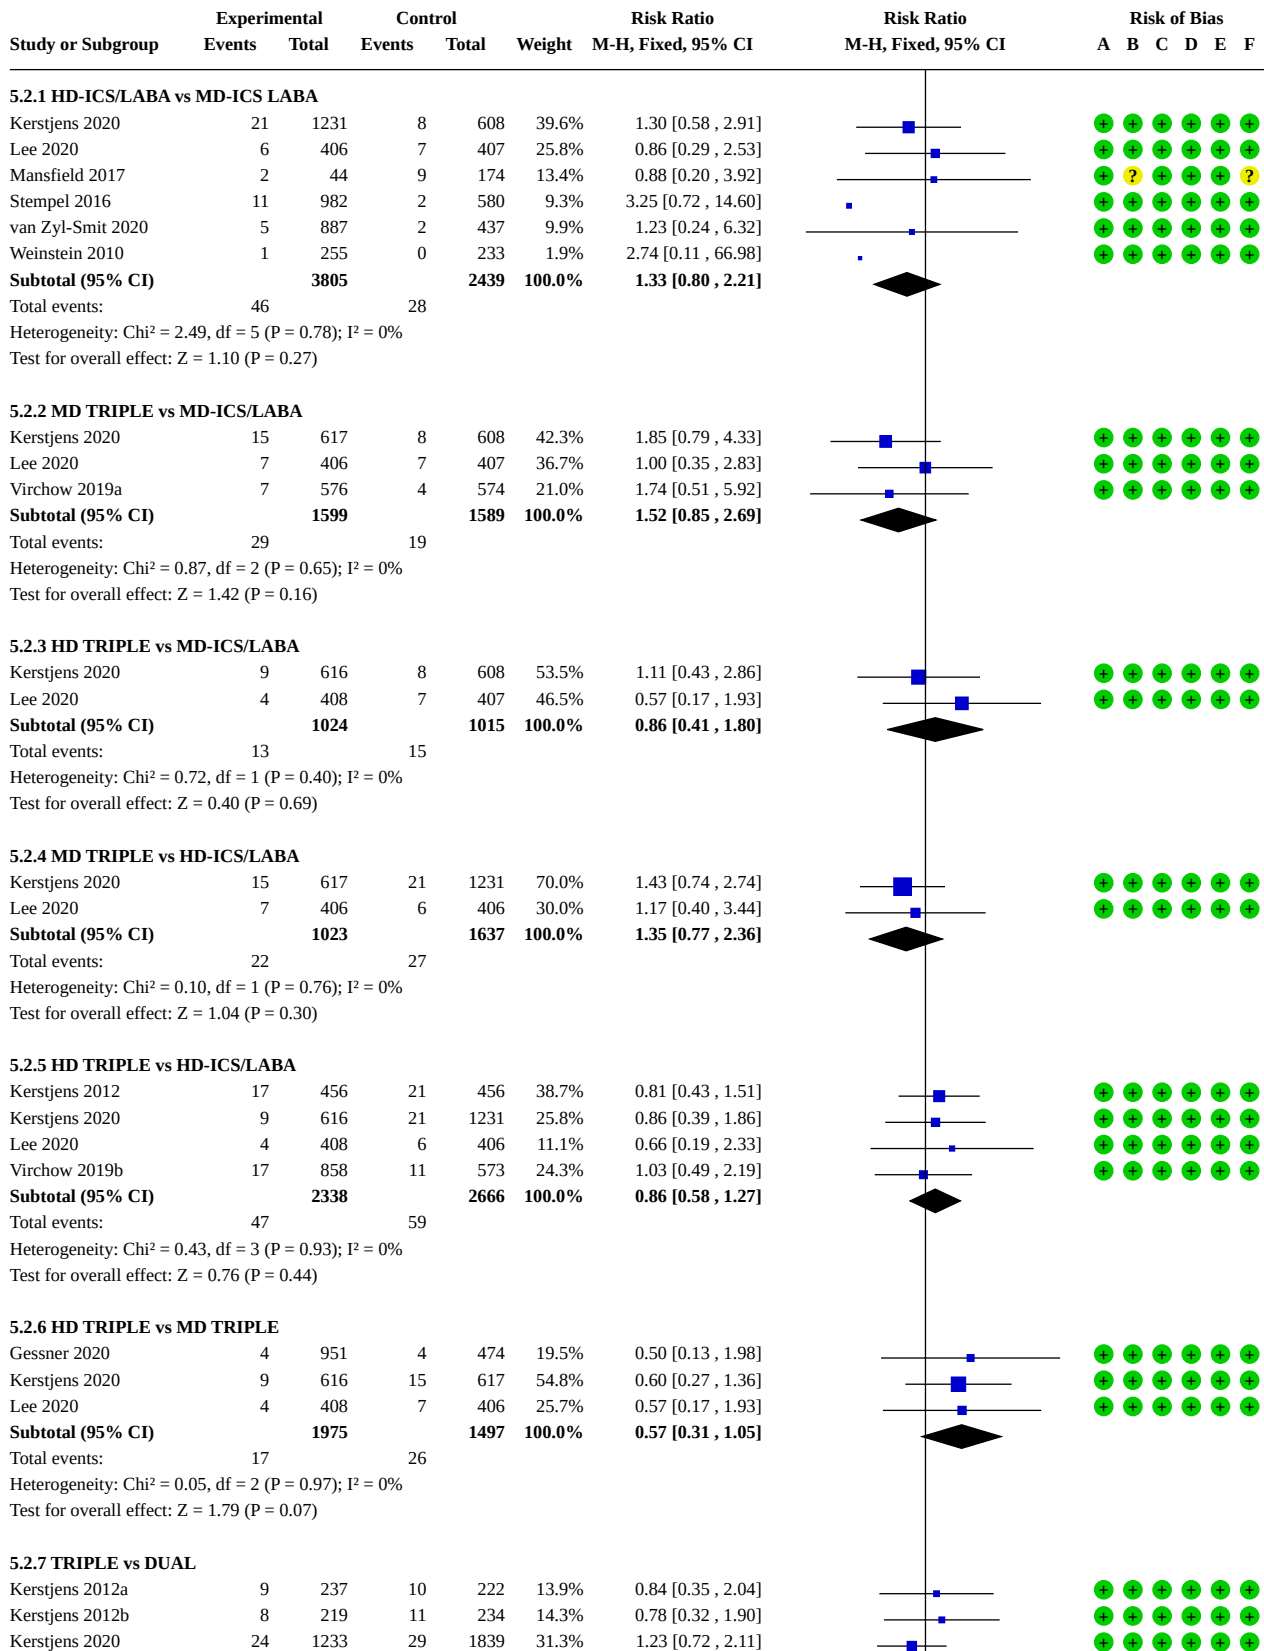 Experimental Control Risk Ratio Risk Ratio Risk of Bias
Study or Subgroup Events Total Events Total Weight M-H, Fixed, 95% CI M-H, Fixed, 95% CI A B C D E F
5.2.1 HD-ICS/LABA vs MD-ICS LABA
Kerstjens 2020 21 1231 8 608 39.6% 1.30 [0.58 , 2.91] + + + + + +
Lee 2020 6 406 7 407 25.8% 0.86 [0.29 , 2.53] + + + + + +
Mansfield 2017 2 44 9 174 13.4% 0.88 [0.20 , 3.92] + ? + + + ?
Stempel 2016 11 982 2 580 9.3% 3.25 [0.72 , 14.60] + + + + + +
van Zyl-Smit 2020 5 887 2 437 9.9% 1.23 [0.24 , 6.32] + + + + + +
Weinstein 2010 1 255 0 233 1.9% 2.74 [0.11 , 66.98] + + + + + +
Subtotal (95% CI) 3805 2439 100.0% 1.33 [0.80 , 2.21]
Total events: 46 28
Heterogeneity: Chi² = 2.49, df = 5 (P = 0.78); I² = 0%
Test for overall effect: Z = 1.10 (P = 0.27)
5.2.2 MD TRIPLE vs MD-ICS/LABA
Kerstjens 2020 15 617 8 608 42.3% 1.85 [0.79 , 4.33] + + + + + +
Lee 2020 7 406 7 407 36.7% 1.00 [0.35 , 2.83] + + + + + +
Virchow 2019a 7 576 4 574 21.0% 1.74 [0.51 , 5.92] + + + + + +
Subtotal (95% CI) 1599 1589 100.0% 1.52 [0.85 , 2.69]
Total events: 29 19
Heterogeneity: Chi² = 0.87, df = 2 (P = 0.65); I² = 0%
Test for overall effect: Z = 1.42 (P = 0.16)
5.2.3 HD TRIPLE vs MD-ICS/LABA
Kerstjens 2020 9 616 8 608 53.5% 1.11 [0.43 , 2.86] + + + + + +
Lee 2020 4 408 7 407 46.5% 0.57 [0.17 , 1.93] + + + + + +
Subtotal (95% CI) 1024 1015 100.0% 0.86 [0.41 , 1.80]
Total events: 13 15
Heterogeneity: Chi² = 0.72, df = 1 (P = 0.40); I² = 0%
Test for overall effect: Z = 0.40 (P = 0.69)
5.2.4 MD TRIPLE vs HD-ICS/LABA
Kerstjens 2020 15 617 21 1231 70.0% 1.43 [0.74 , 2.74] + + + + + +
Lee 2020 7 406 6 406 30.0% 1.17 [0.40 , 3.44] + + + + + +
Subtotal (95% CI) 1023 1637 100.0% 1.35 [0.77 , 2.36]
Total events: 22 27
Heterogeneity: Chi² = 0.10, df = 1 (P = 0.76); I² = 0%
Test for overall effect: Z = 1.04 (P = 0.30)
5.2.5 HD TRIPLE vs HD-ICS/LABA
Kerstjens 2012 17 456 21 456 38.7% 0.81 [0.43 , 1.51] + + + + + +
Kerstjens 2020 9 616 21 1231 25.8% 0.86 [0.39 , 1.86] + + + + + +
Lee 2020 4 408 6 406 11.1% 0.66 [0.19 , 2.33] + + + + + +
Virchow 2019b 17 858 11 573 24.3% 1.03 [0.49 , 2.19] + + + + + +
Subtotal (95% CI) 2338 2666 100.0% 0.86 [0.58 , 1.27]
Total events: 47 59
Heterogeneity: Chi² = 0.43, df = 3 (P = 0.93); I² = 0%
Test for overall effect: Z = 0.76 (P = 0.44)
5.2.6 HD TRIPLE vs MD TRIPLE
Gessner 2020 4 951 4 474 19.5% 0.50 [0.13 , 1.98] + + + + + +
Kerstjens 2020 9 616 15 617 54.8% 0.60 [0.27 , 1.36] + + + + + +
Lee 2020 4 408 7 406 25.7% 0.57 [0.17 , 1.93] + + + + + +
Subtotal (95% CI) 1975 1497 100.0% 0.57 [0.31 , 1.05]
Total events: 17 26
Heterogeneity: Chi² = 0.05, df = 2 (P = 0.97); I² = 0%
Test for overall effect: Z = 1.79 (P = 0.07)
5.2.7 TRIPLE vs DUAL
Kerstjens 2012a 9 237 10 222 13.9% 0.84 [0.35 , 2.04] + + + + + +
Kerstjens 2012b 8 219 11 234 14.3% 0.78 [0.32 , 1.90] + + + + + +
Kerstjens 2020 24 1233 29 1839 31.3% 1.23 [0.72 , 2.11] + + + + + +